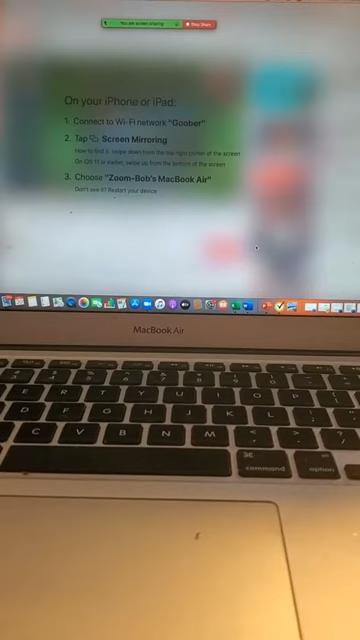 You are screen sharing Stop Share
On your iPhone or iPad:
1. Connect to Wi-Fi network "Goober"
2. Tap Screen Mirroring
How to find it: swipe down from the top right corner of the screen
On iOS 11 or earlier, swipe up from the bottom of the screen
3. Choose "Zoom-Bob's MacBook Air"
Don't see it? Restart your device
MacBook Air
E R T Y U I O P
D F G H J K L
C V B N M
command option